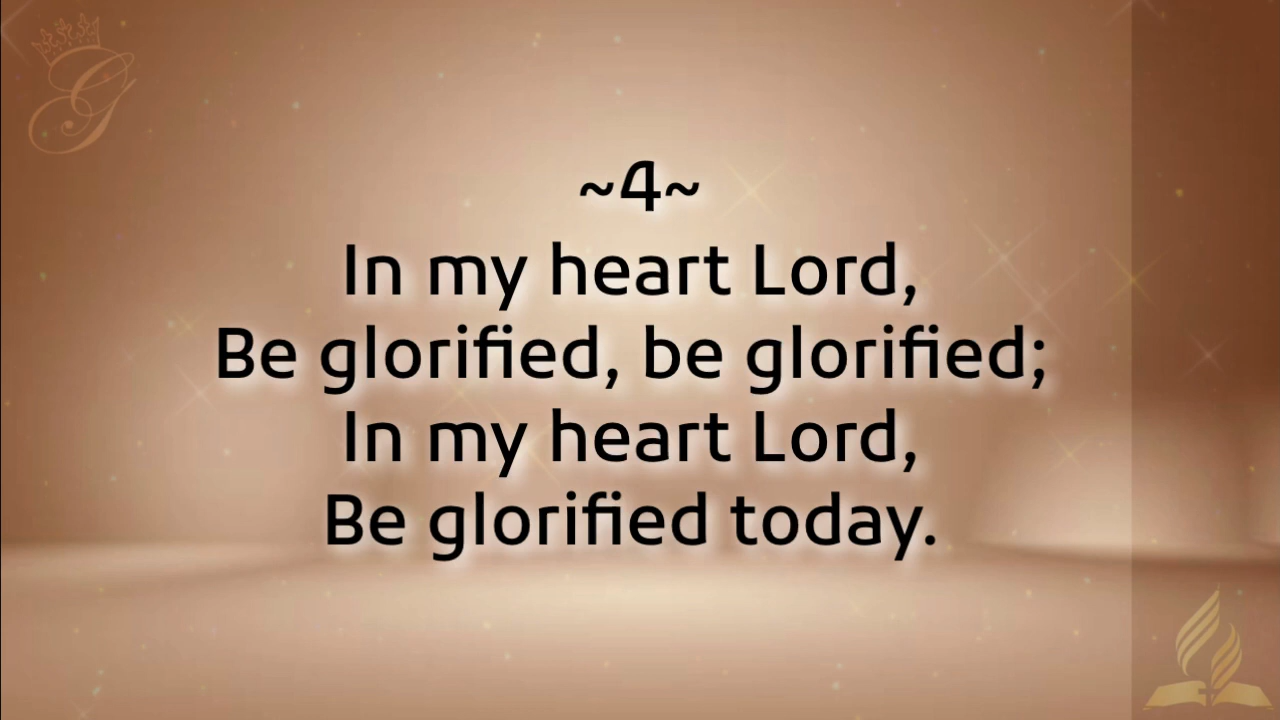 G
~4~
In my heart Lord,
Be glorified, be glorified;
In my heart Lord,
Be glorified today.